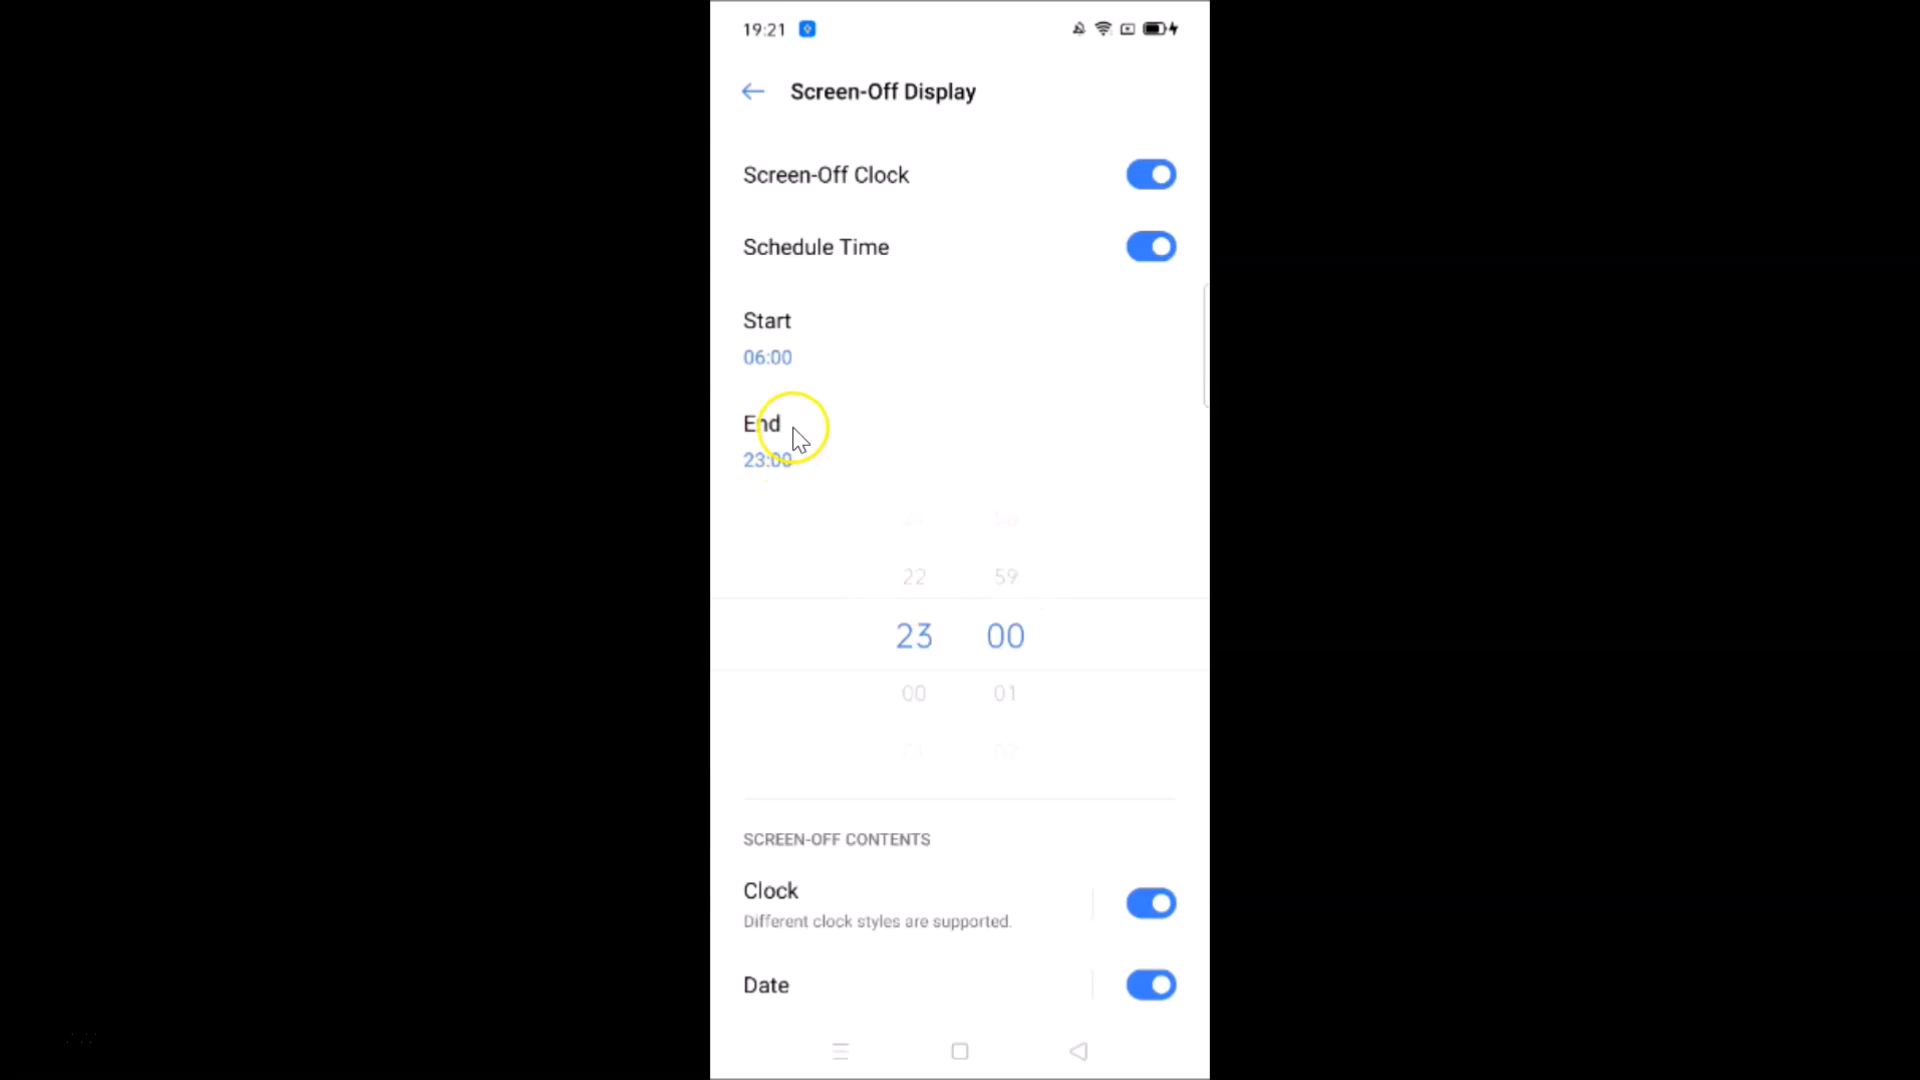 19:21
Screen-Off Display
Screen-Off Clock
Schedule Time
Start
06:00
End
23:00
22 59
23 00
00 01
SCREEN-OFF CONTENTS
Clock
Different clock styles are supported.
Date